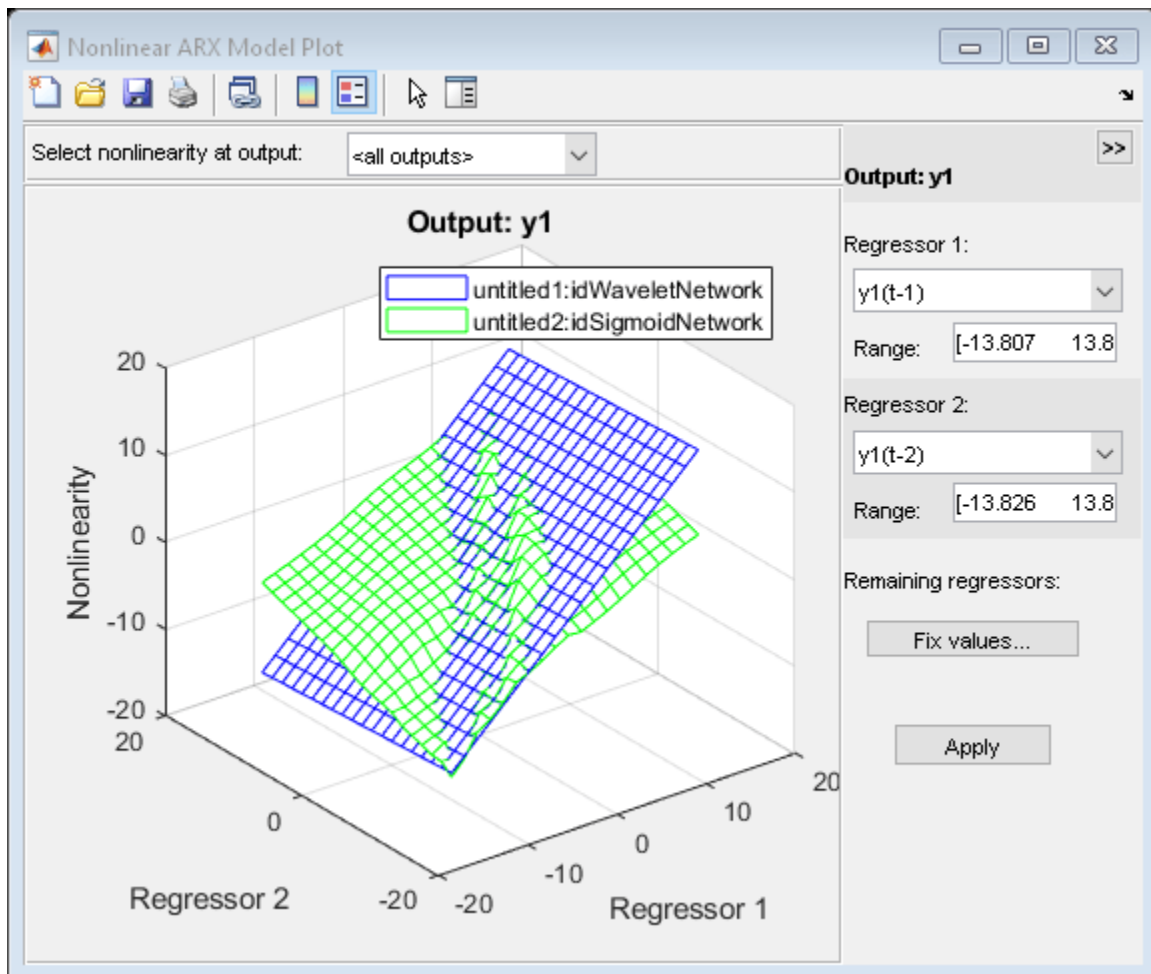 Nonlinear ARX Model Plot
Select nonlinearity at output: <all outputs>
>>
Output: y1
Output: y1
untitled1:idWaveletNetwork
untitled2:idSigmoidNetwork
20
10
0
-10
-20
Nonlinearity
20
0
-20
Regressor 2
-20
-10
0
10
20
Regressor 1
Regressor 1:
y1(t-1)
Range: [-13.807 13.8
Regressor 2:
y1(t-2)
Range: [-13.826 13.8
Remaining regressors:
Fix values...
Apply